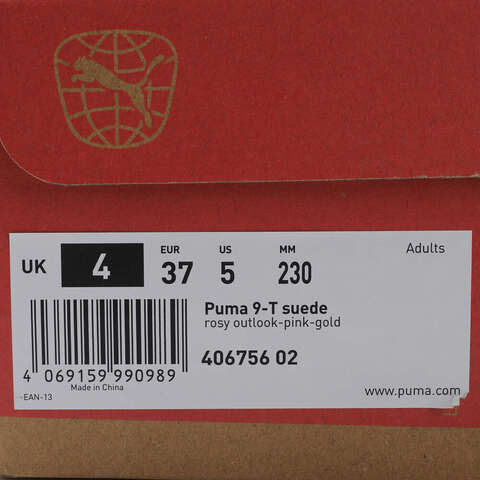 Adults
EUR US MM
UK 4 37 5 230
Puma 9-T suede
rosy outlook-pink-gold
406756 02
4 069159 990989
Made in China
-EAN-13
www.puma.com